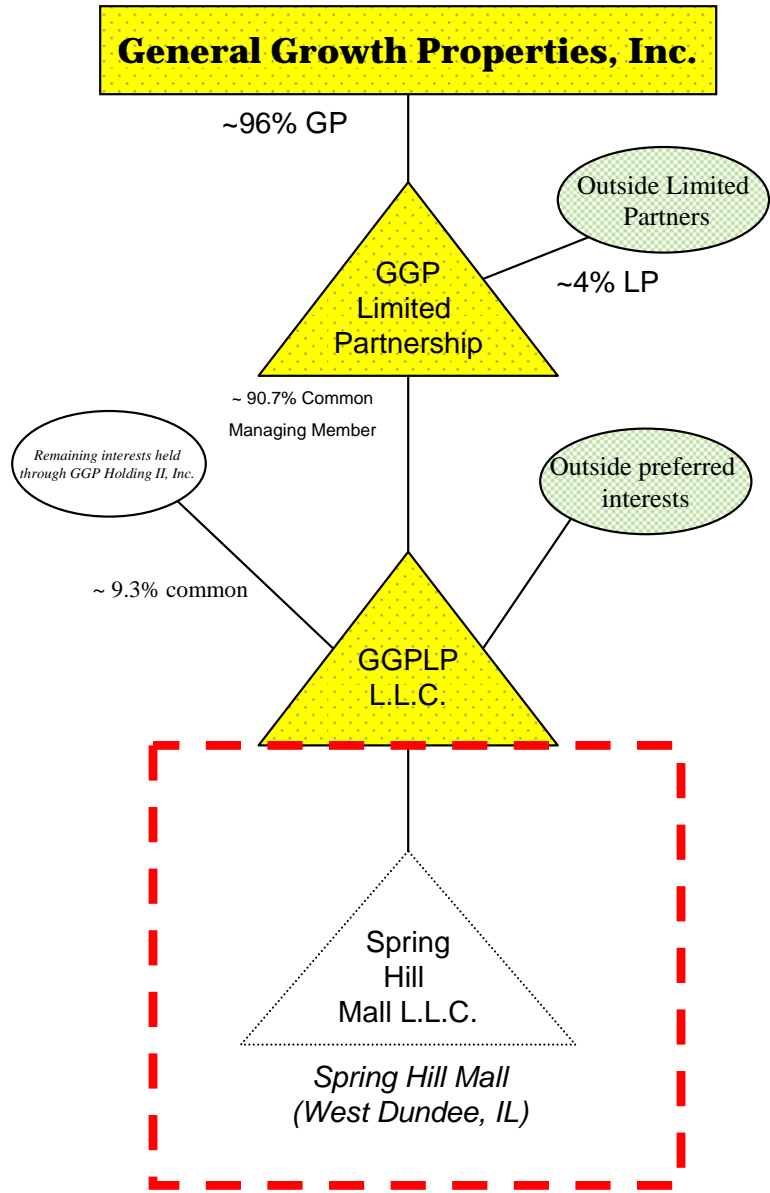 General Growth Properties, Inc.
~96% GP
Outside Limited
Partners
~4% LP
GGP
Limited
Partnership
~ 90.7% Common
Managing Member
Remaining interests held
through GGP Holding II, Inc.
Outside preferred
interests
~ 9.3% common
GGPLP
L.L.C.
Spring
Hill
Mall L.L.C.
Spring Hill Mall
(West Dundee, IL)